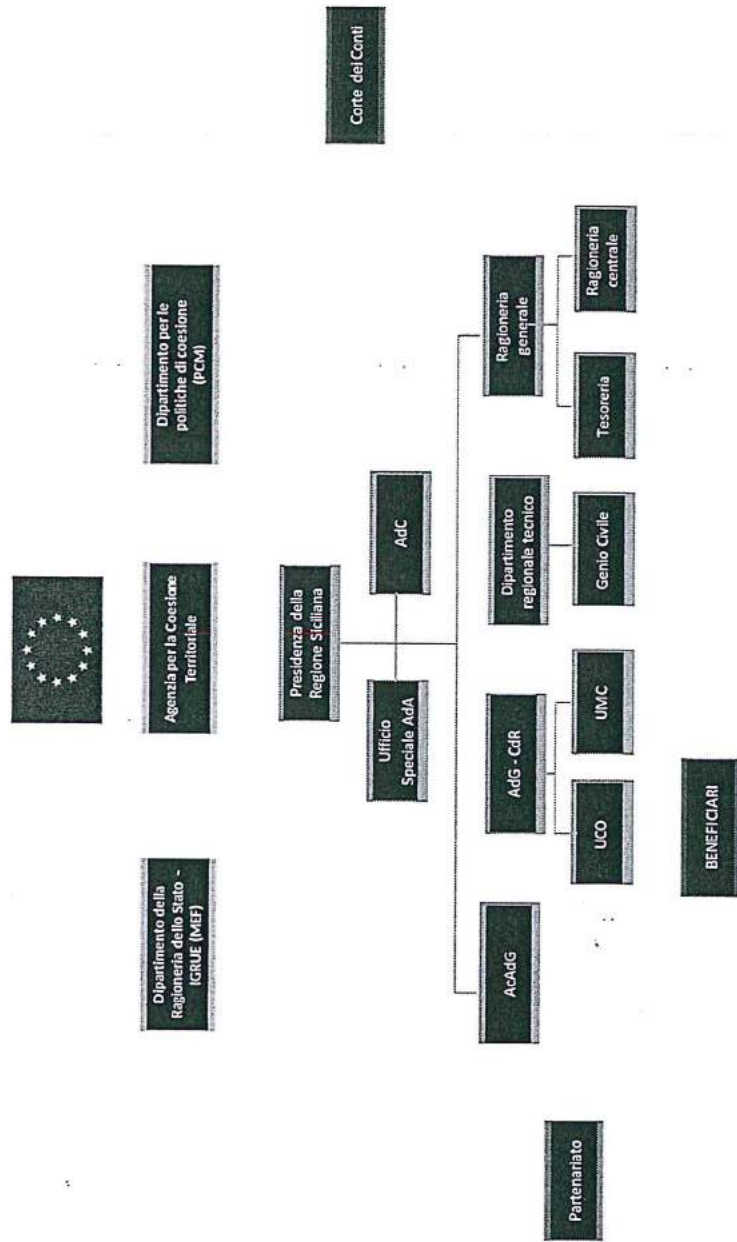 Dipartimento della
Ragioneria dello Stato –
IGRUE (MEF)
Agenzia per la Coesione
Territoriale
Dipartimento per le
politiche di coesione
(PCM)
Corte dei Conti
Presidenza della
Regione Siciliana
Ufficio
Speciale AdA
AdC
AcAdG
AdG - CdR
Dipartimento
regionale tecnico
Ragioneria
generale
Partenariato
UCO
UMC
Genio Civile
Tesoreria
Ragioneria
centrale
BENEFICIARI